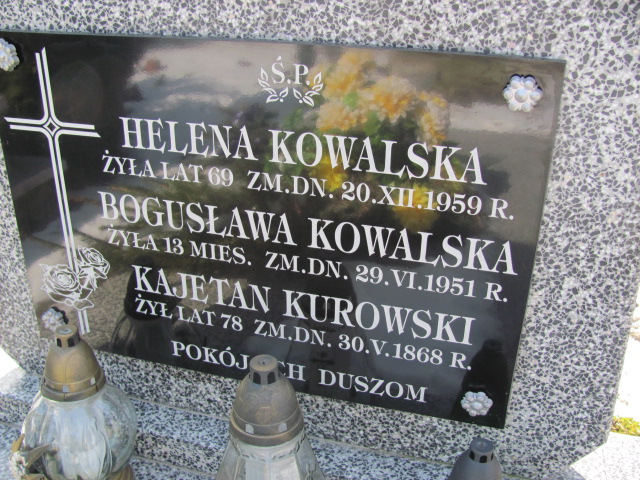 Ś.P.
HELENA KOWALSKA
ŻYŁA LAT 69 ZM.DN. 20.XII.1959 R.
BOGUSŁAWA KOWALSKA
ŻYŁA 13 MIES. ZM.DN. 29.VI.1951 R.
KAJETAN KUROWSKI
ŻYŁ LAT 78 ZM.DN. 30.V.1868 R.
POKÓJ ICH DUSZOM